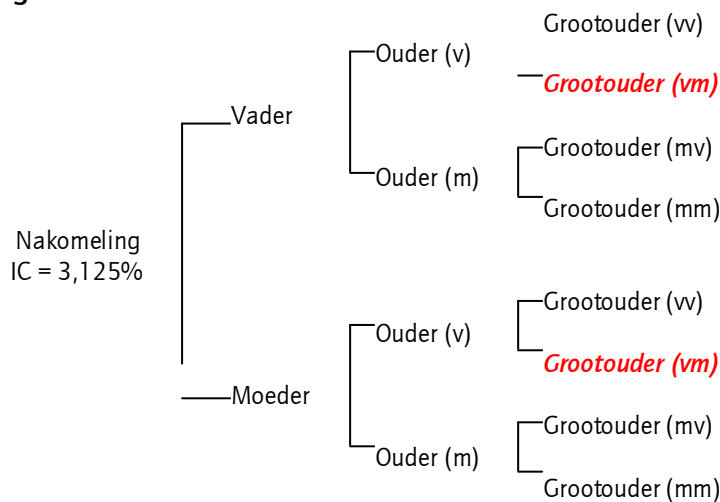 Grootouder (vv)
Ouder (v)
Grootouder (vm)
Vader
Grootouder (mv)
Ouder (m)
Grootouder (mm)
Nakomeling
IC = 3,125%
Grootouder (vv)
Ouder (v)
Grootouder (vm)
Moeder
Grootouder (mv)
Ouder (m)
Grootouder (mm)